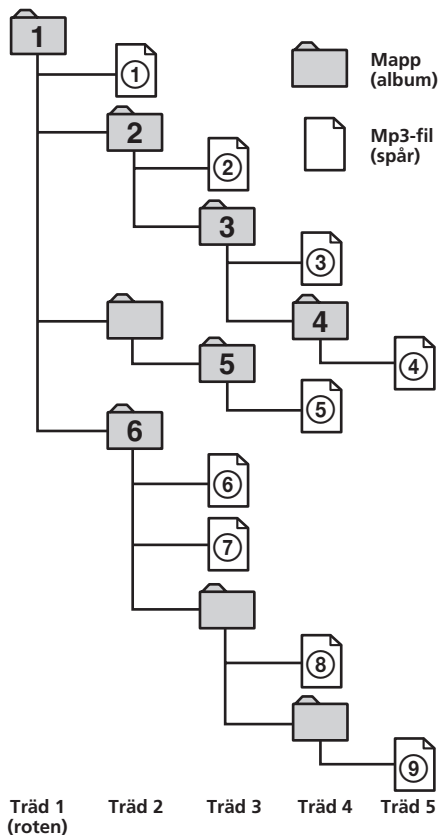 1
①
Mapp
(album)
2
Mp3-fil
(spår)
②
3
③
4
④
5
⑤
6
⑥
⑦
⑧
⑨
Träd 1 Träd 2 Träd 3 Träd 4 Träd 5
(roten)